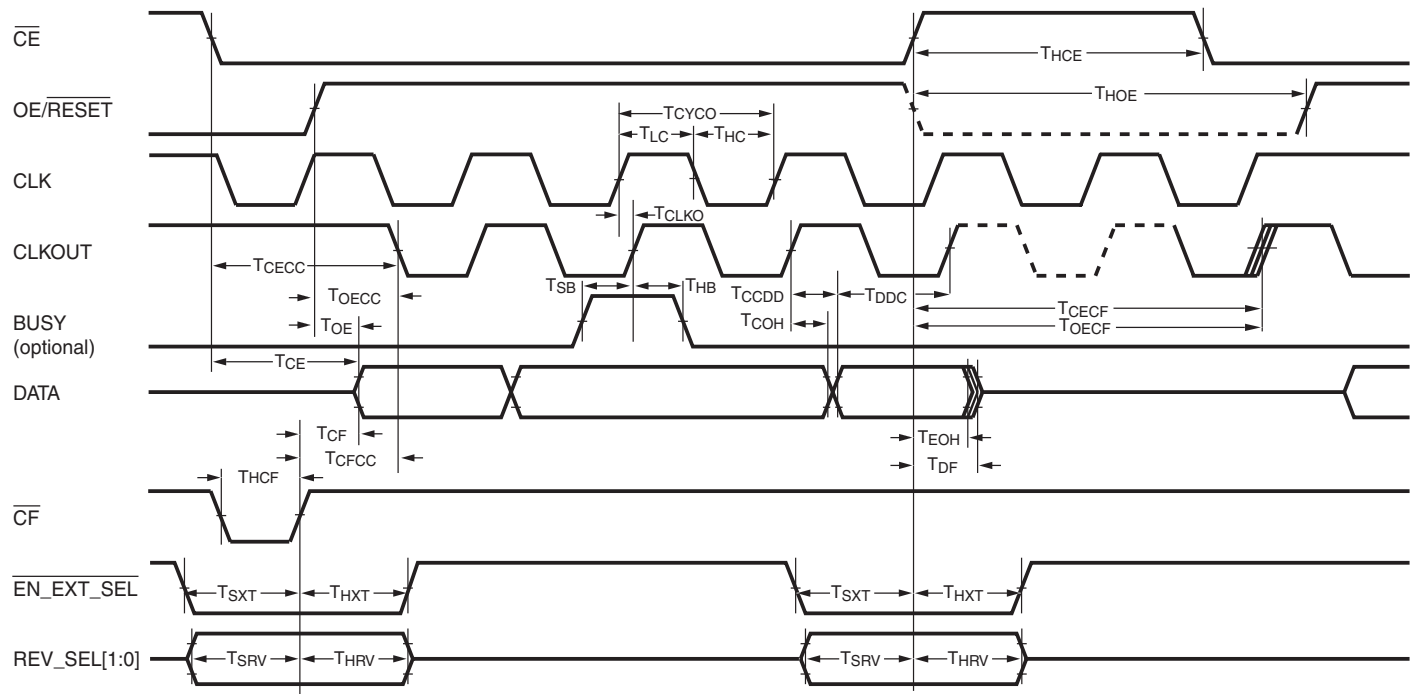 CE
THCE
OE/RESET
THOE
TCYCO
TLC
THC
CLK
TCLKO
CLKOUT
TCECC
TSB
THB
TCCDD
TDDC
TOECC
TCECF
TCOH
TOECF
TOE
BUSY
(optional)
TCE
DATA
TCF
TEOH
TCFCC
TDF
THCF
CF
EN_EXT_SEL
TSXT
THXT
TSXT
THXT
REV_SEL[1:0]
TSRV
THRV
TSRV
THRV